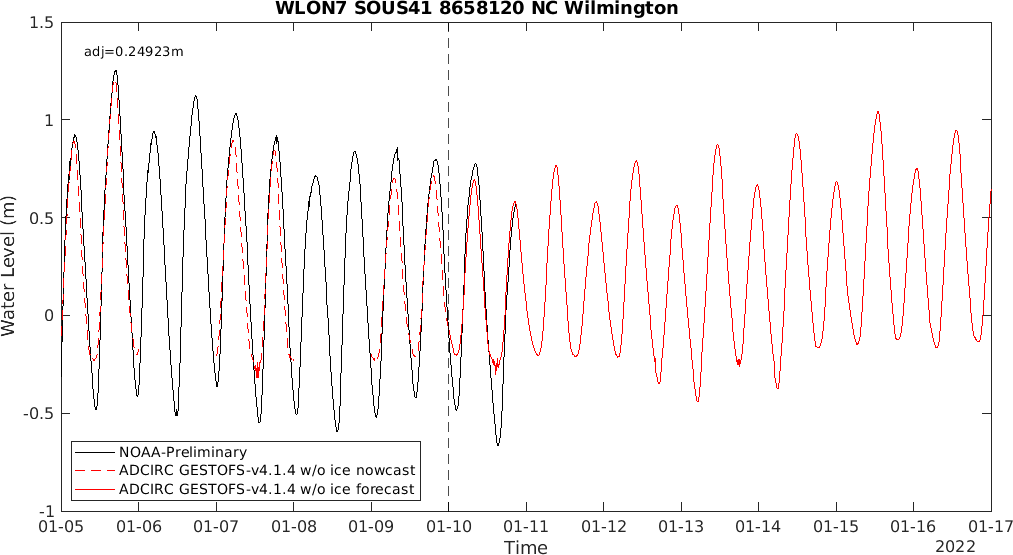 WLON7 SOUS41 8658120 NC Wilmington
adj=0.24923m
1.5
1
0.5
0
-0.5
-1
Water Level (m)
NOAA-Preliminary
ADCIRC GESTOFS-v4.1.4 w/o ice nowcast
ADCIRC GESTOFS-v4.1.4 w/o ice forecast
01-05 01-06 01-07 01-08 01-09 01-10 01-11 01-12 01-13 01-14 01-15 01-16 01-17
Time
2022